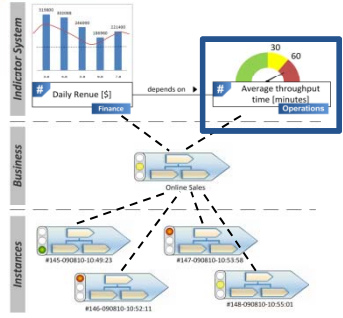 Indicator System
30
60
# Daily Renue [$]
Finance
depends on
# Average throughput
time [minutes]
Operations
Business
Online Sales
Instances
#145-090810-10:49:23
#147-090810-10:53:58
#146-090810-10:52:11
#148-090810-10:55:01